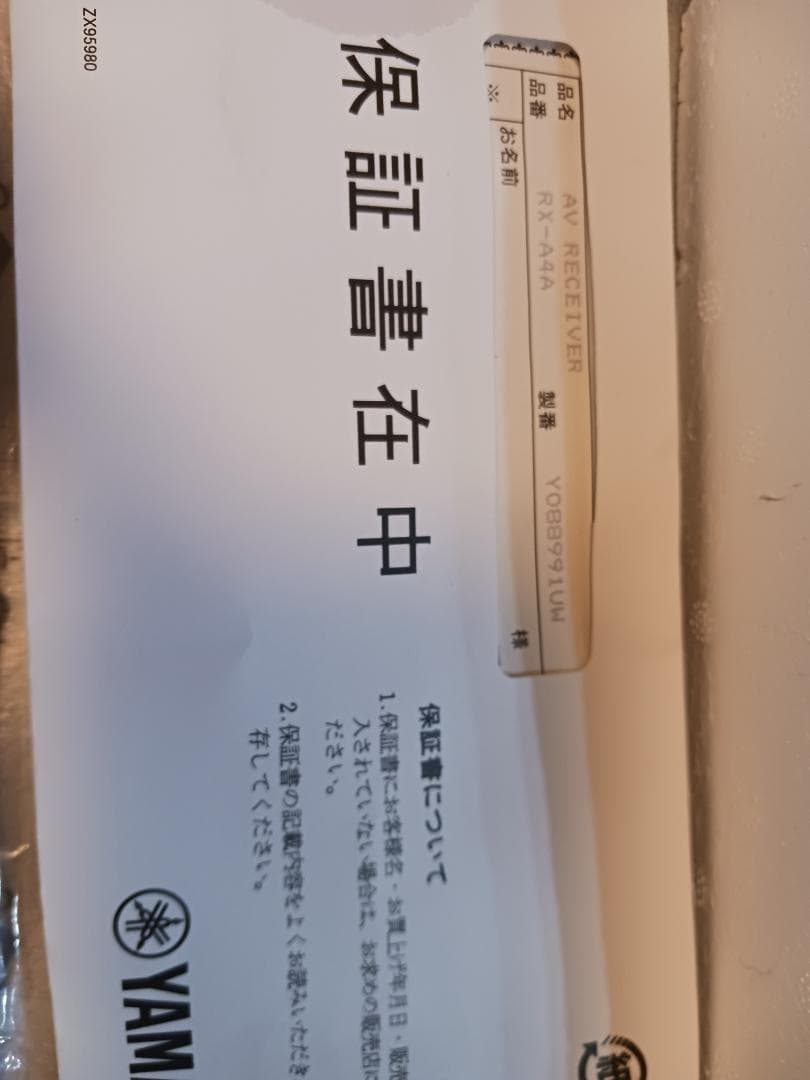 品名 AV RECEIVER
品番 RX-A4A 製番 Y088991UW
※ お名前 様
保証書在中
保証書について
1.保証書にお客様名・お買上げ年月日・販売
入されていない場合は、お求めの販売店に
ださい。
2.保証書の記載内容をよくお読みいただき
存してください。
YAM
ZX95980
紙